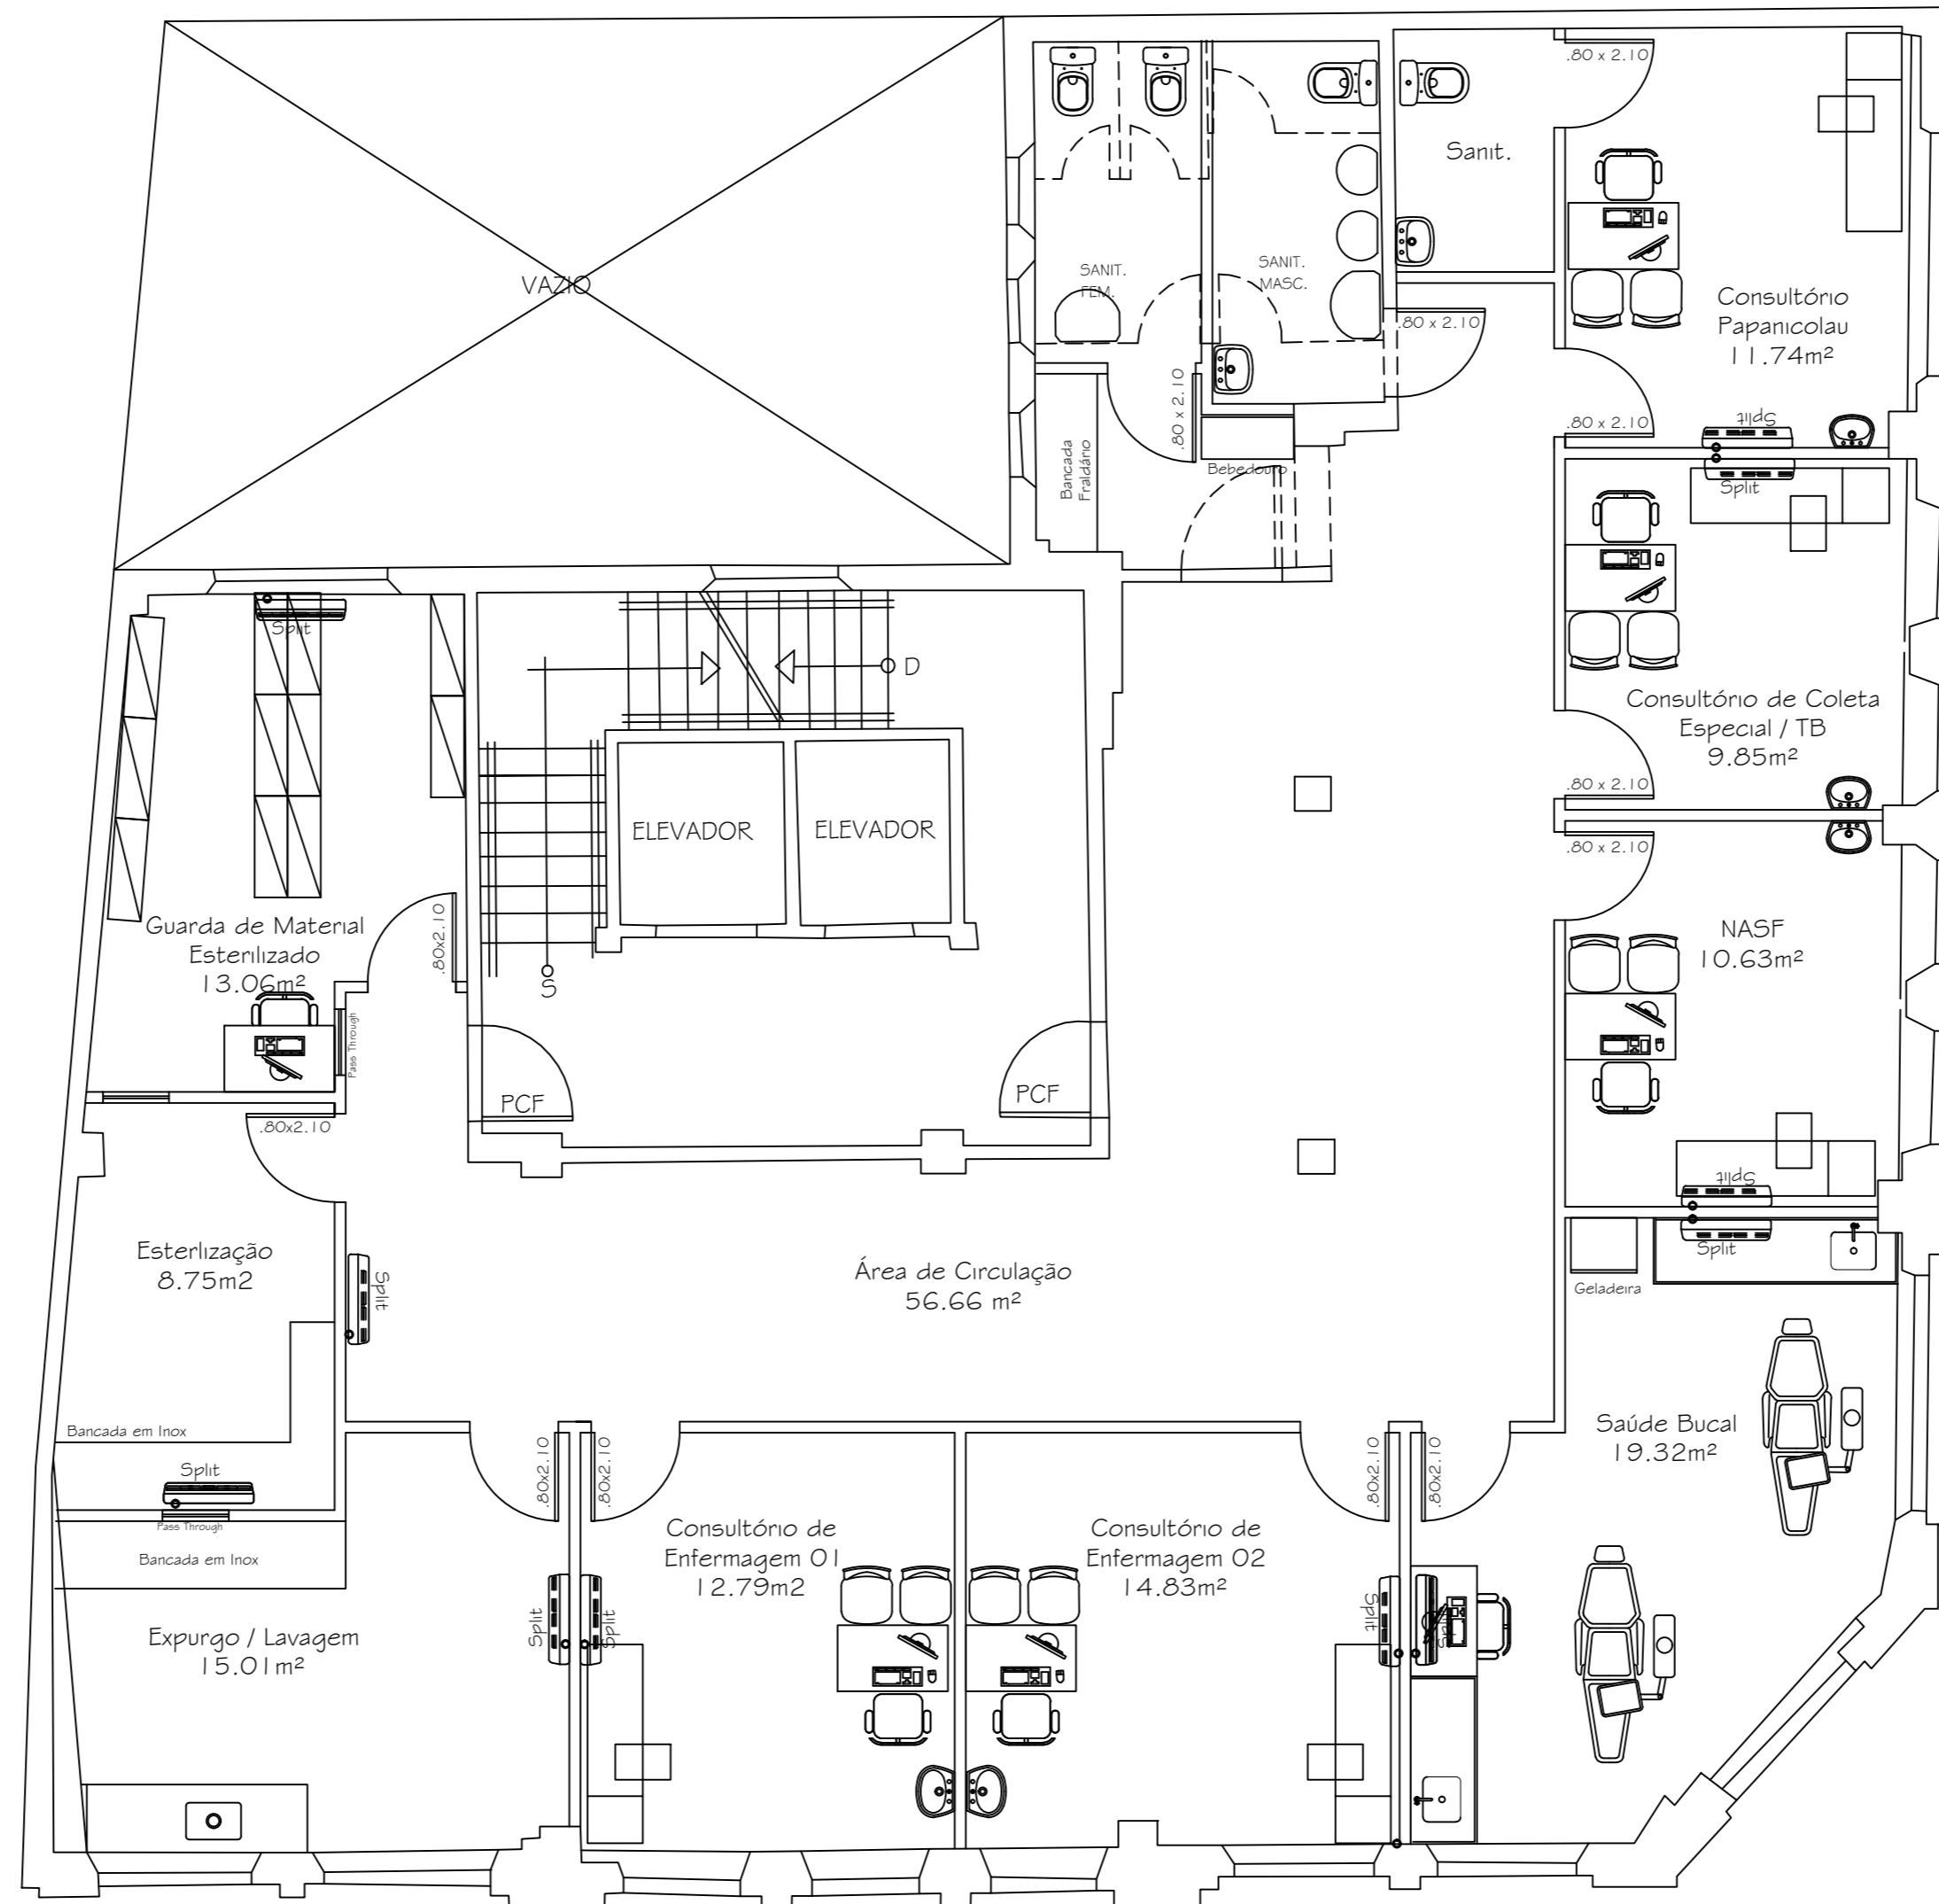 .80 x 2.10
Sanit.
VAZIO
SANIT.
FEM.
SANIT.
MASC.
.80 x 2.10
Consultório
Papanicolau
11.74m²
.80 x 2.10
.80 x 2.10
Split
Bancada
Fraldário
Bebedouro
Split
Split
D
Consultório de Coleta
Especial / TB
9.85m²
.80 x 2.10
ELEVADOR
ELEVADOR
.80 x 2.10
Guarda de Material
Esterilizado
13.06m²
.80x2.10
S
NASF
10.63m²
Pass Through
PCF
PCF
.80x2.10
Split
Split
Esterlização
8.75m2
Split
Área de Circulação
56.66 m²
Geladeira
Bancada em Inox
Split
Pass Through
Bancada em Inox
.80x2.10
.80x2.10
.80x2.10
.80x2.10
Saúde Bucal
19.32m²
Consultório de
Enfermagem 01
12.79m2
Consultório de
Enfermagem 02
14.83m²
Expurgo / Lavagem
15.01m²
Split
Split
Split
Split